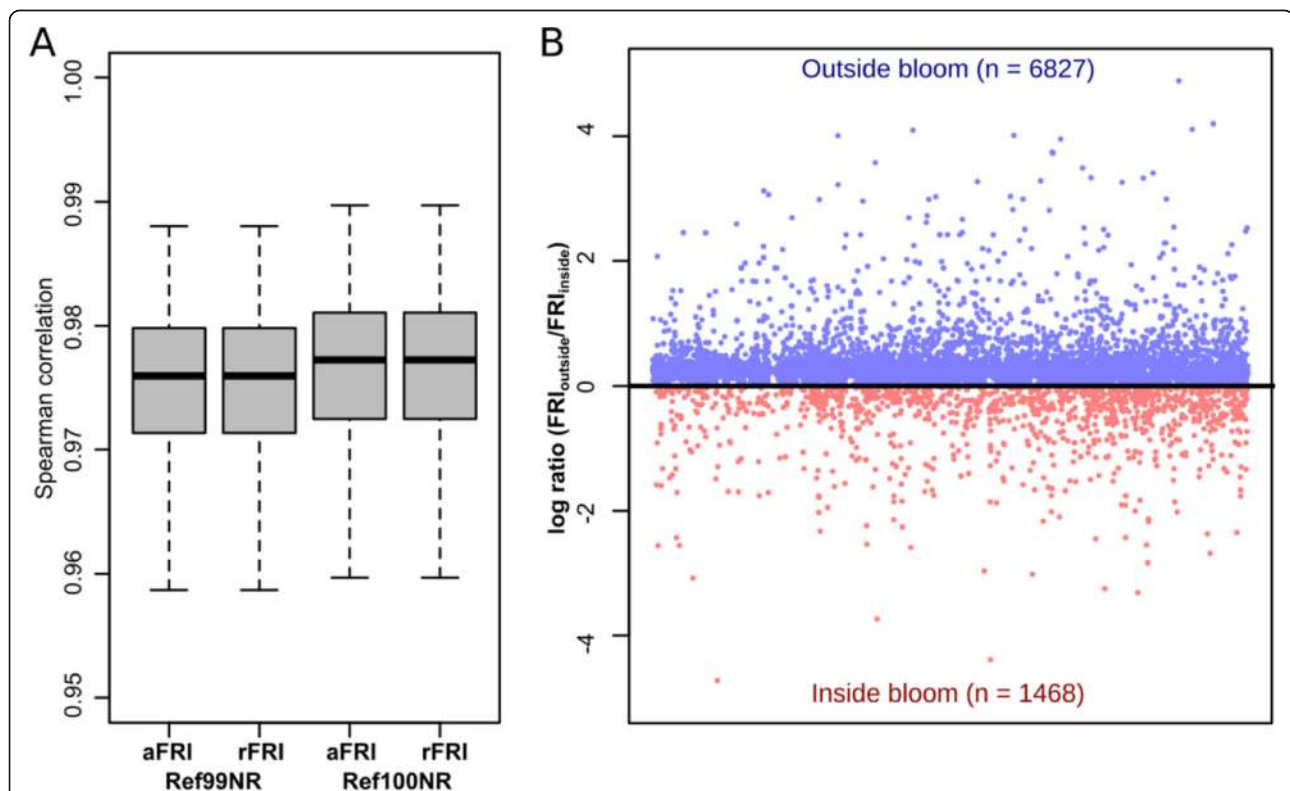 A
Spearman correlation
1.00
0.99
0.98
0.97
0.96
0.95
aFRI rFRI aFRI rFRI
Ref99NR Ref100NR
B
log ratio (FRIoutside/FRIinside)
4
2
0
-2
-4
Outside bloom (n = 6827)
Inside bloom (n = 1468)